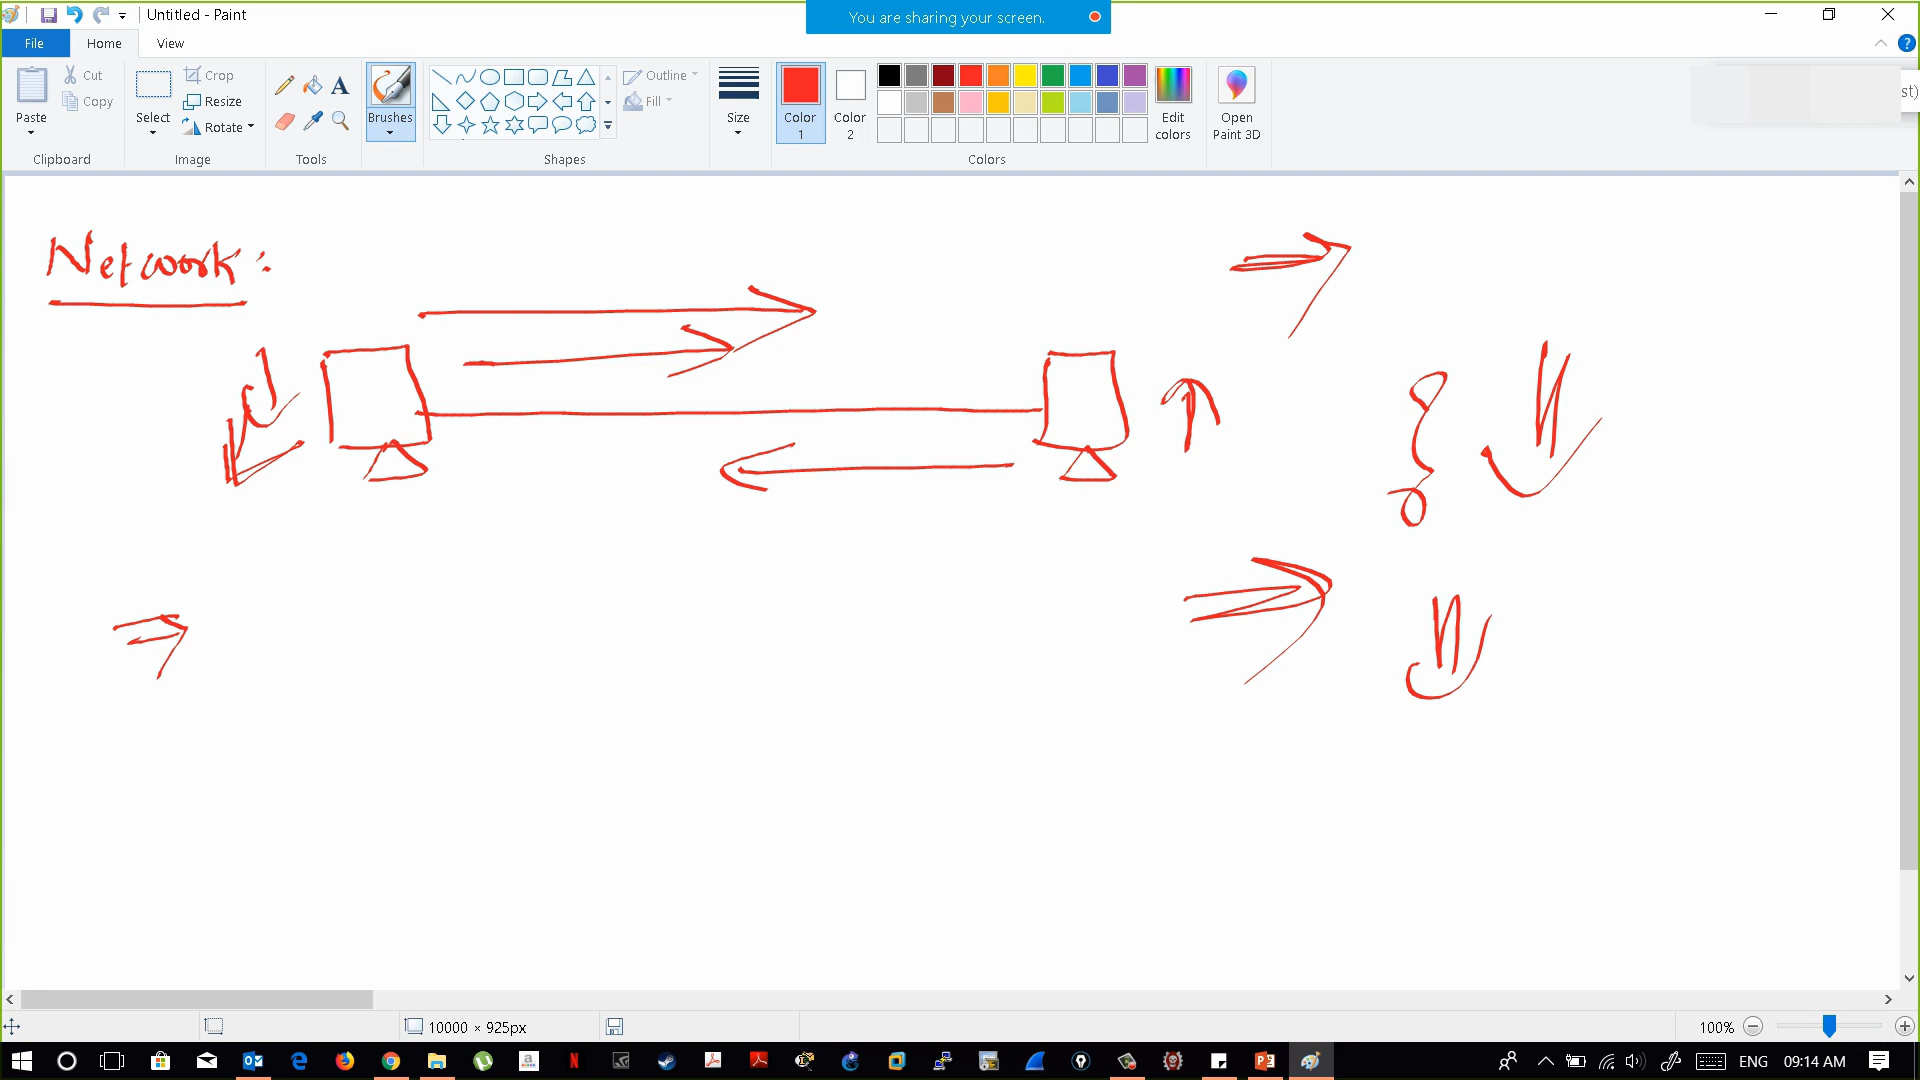 Untitled - Paint
You are sharing your screen.
File Home View
Cut
Copy
Paste
Clipboard
Crop
Resize
Rotate
Select
Image
Tools
Brushes
Outline
Fill
Shapes
Size
Color 1
Color 2
Edit colors
Colors
Open Paint 3D
st)
Network:
10000 × 925px
100%
ENG 09:14 AM